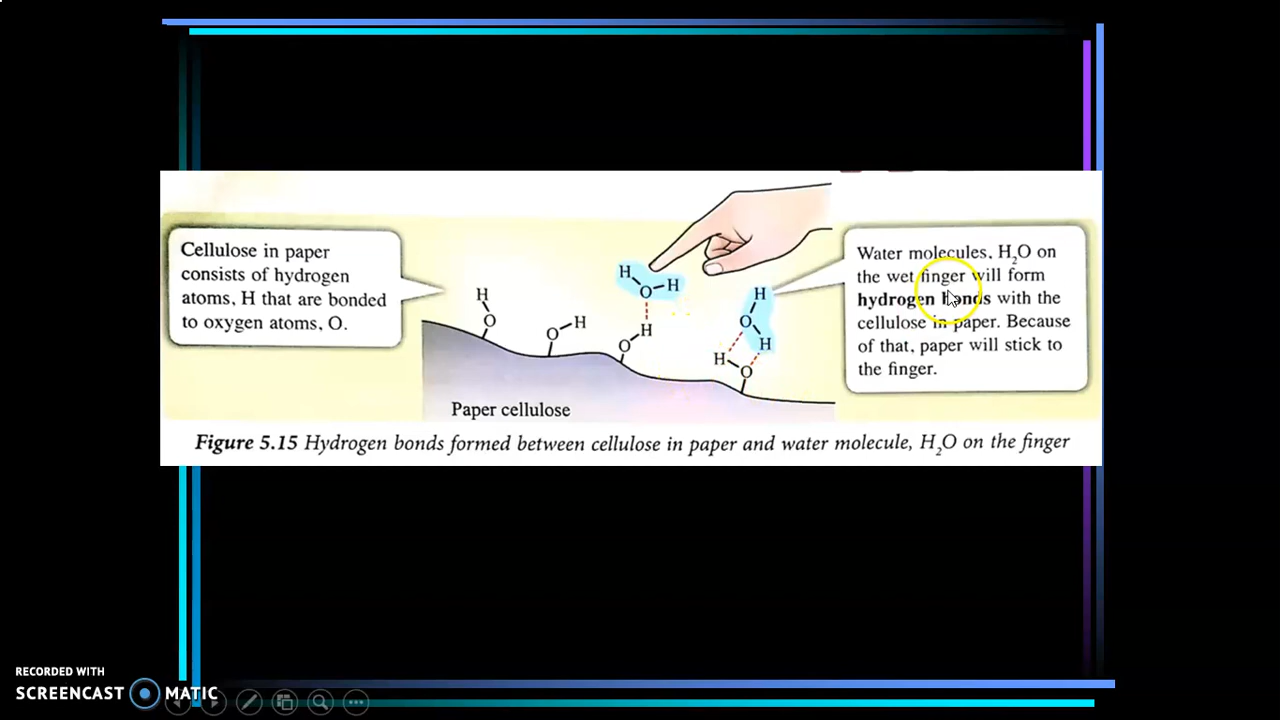 Cellulose in paper
consists of hydrogen
atoms, H that are bonded
to oxygen atoms, O.
Water molecules, H₂O on
the wet finger will form
hydrogen bonds with the
cellulose in paper. Because
of that, paper will stick to
the finger.
H
O
O H
H O H
H
O
H
O
H
H O
Paper cellulose
Figure 5.15 Hydrogen bonds formed between cellulose in paper and water molecule, H₂O on the finger
RECORDED WITH
SCREENCAST MATIC